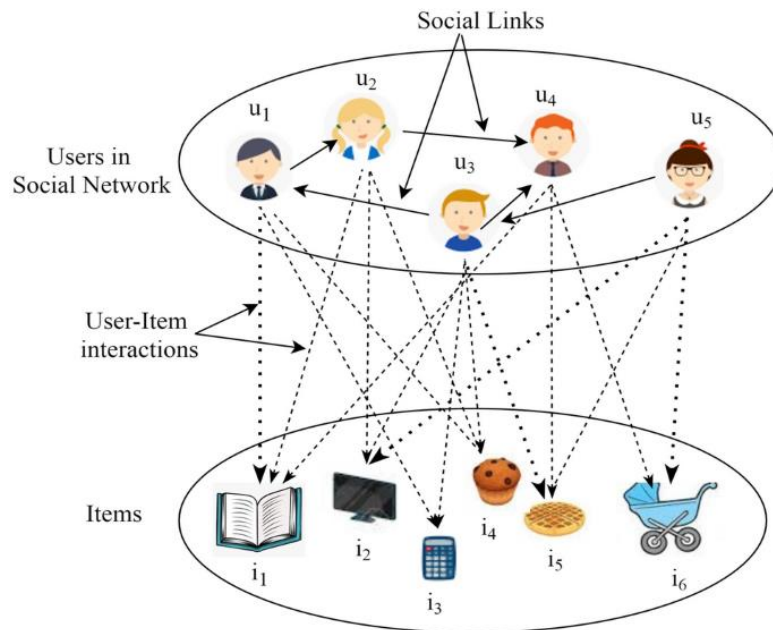 Social Links
u2
u1
u4
u5
u3
Users in
Social Network
User-Item
interactions
Items
i1
i2
i3
i4
i5
i6